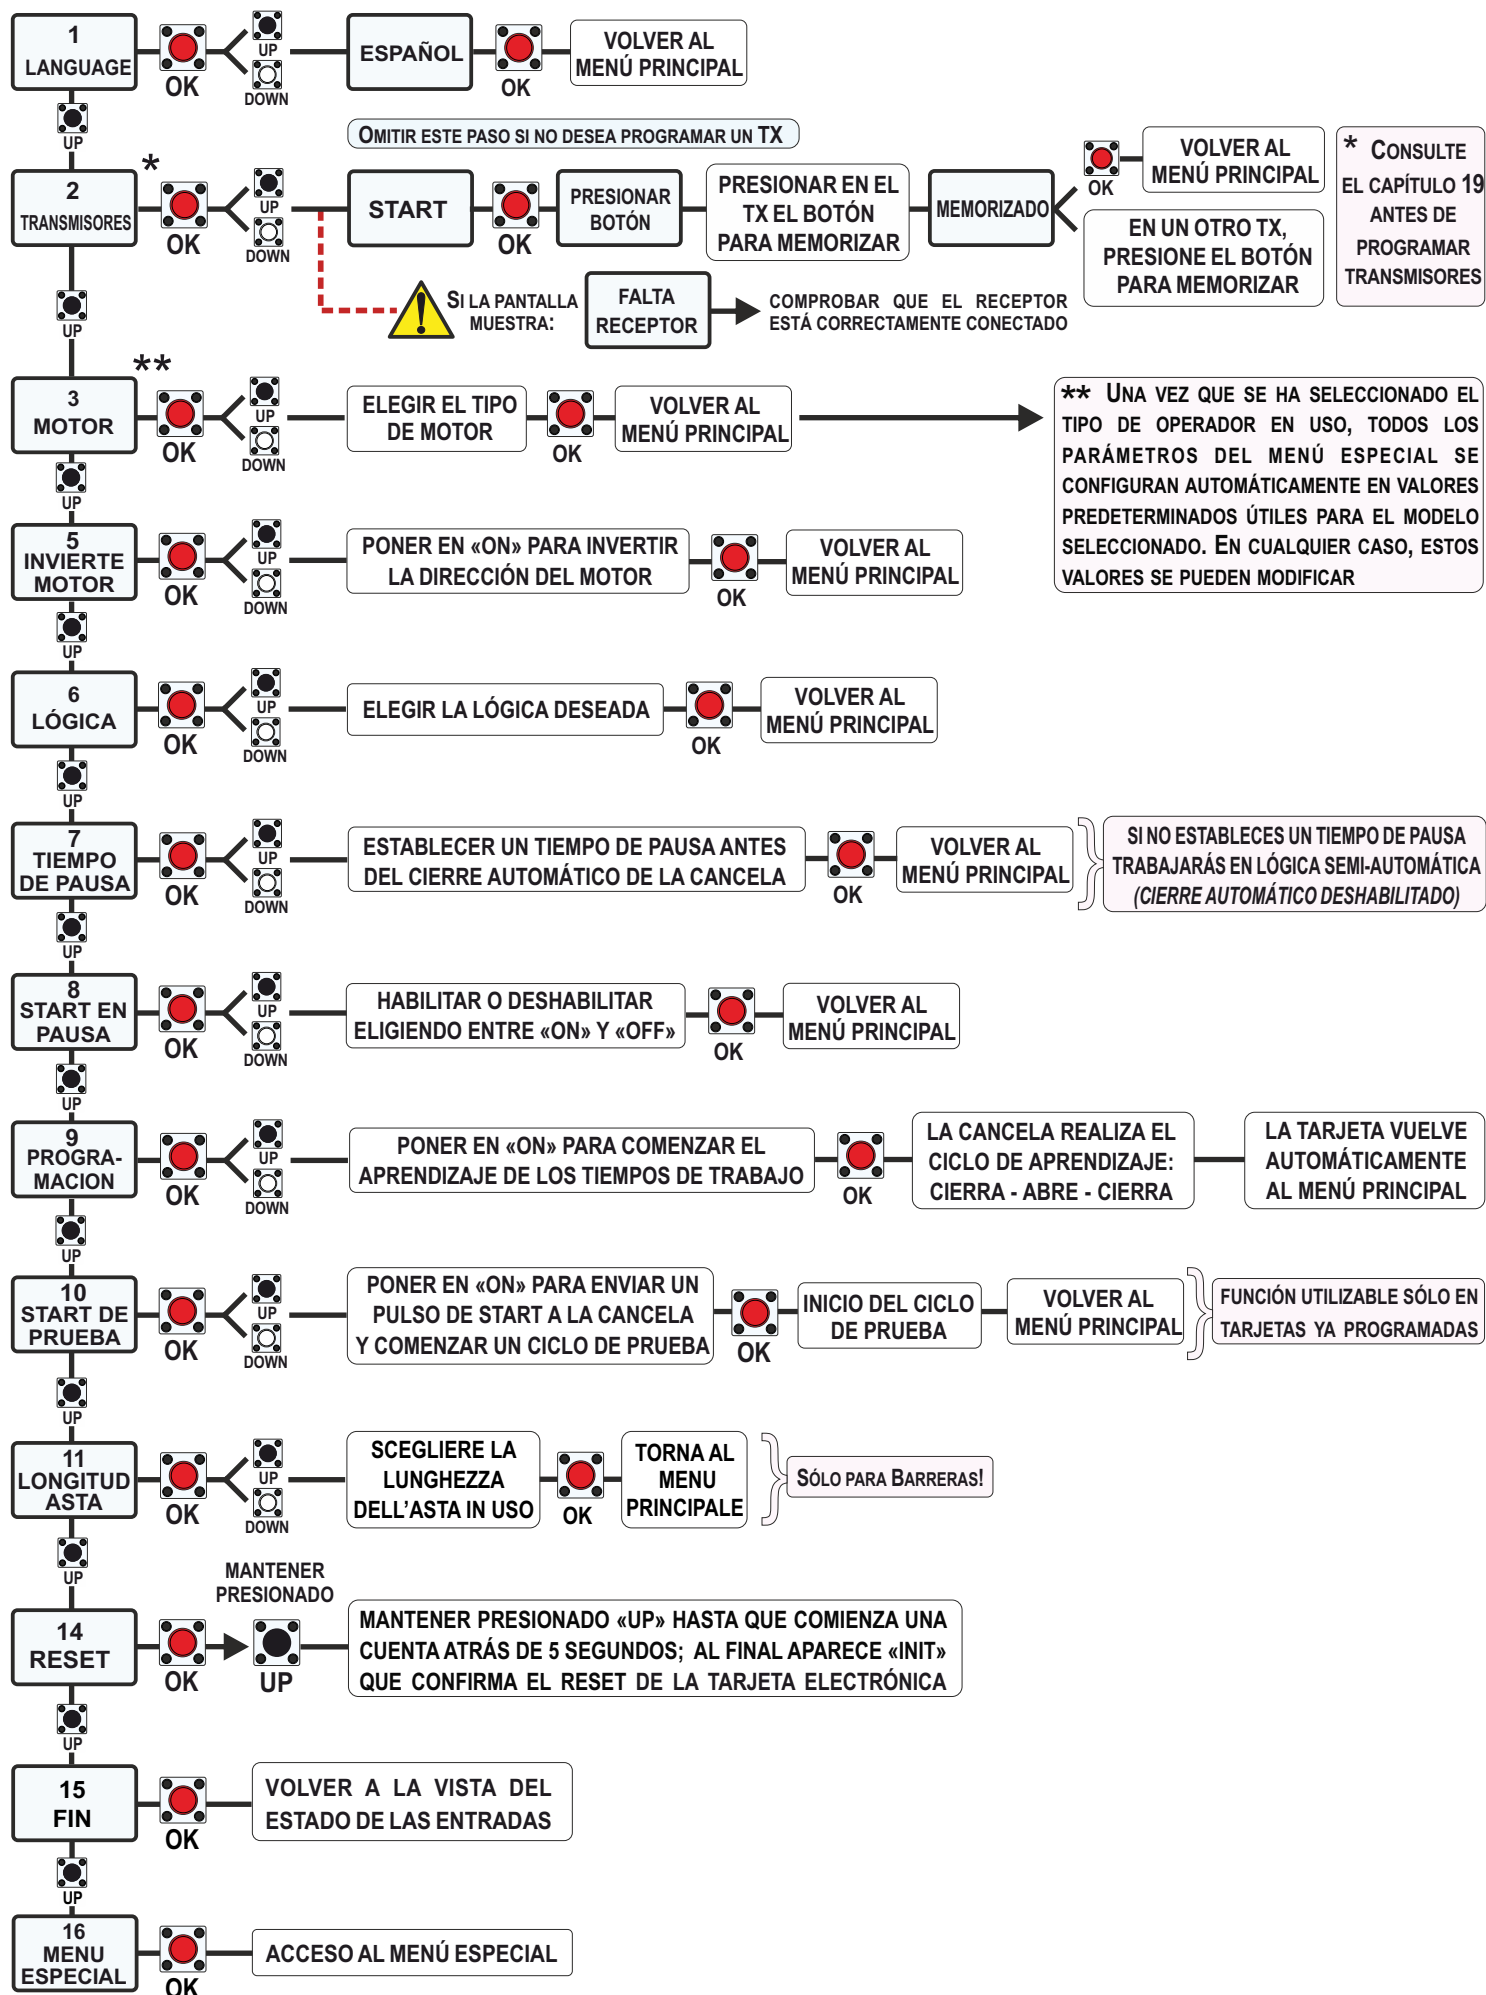 1
LANGUAGE
OK
UP
DOWN
ESPAÑOL
OK
VOLVER AL
MENÚ PRINCIPAL
UP
OMITIR ESTE PASO SI NO DESEA PROGRAMAR UN TX
2
TRANSMISORES
*
OK
UP
DOWN
START
OK
PRESIONAR
BOTÓN
PRESIONAR EN EL
TX EL BOTÓN
PARA MEMORIZAR
MEMORIZADO
OK
VOLVER AL
MENÚ PRINCIPAL
EN UN OTRO TX,
PRESIONE EL BOTÓN
PARA MEMORIZAR
* CONSULTE
EL CAPÍTULO 19
ANTES DE
PROGRAMAR
TRANSMISORES
SI LA PANTALLA
MUESTRA:
FALTA
RECEPTOR
COMPROBAR QUE EL RECEPTOR
ESTÁ CORRECTAMENTE CONECTADO
UP
3
MOTOR
**
OK
UP
DOWN
ELEGIR EL TIPO
DE MOTOR
OK
VOLVER AL
MENÚ PRINCIPAL
** UNA VEZ QUE SE HA SELECCIONADO EL
TIPO DE OPERADOR EN USO, TODOS LOS
PARÁMETROS DEL MENÚ ESPECIAL SE
CONFIGURAN AUTOMÁTICAMENTE EN VALORES
PREDETERMINADOS ÚTILES PARA EL MODELO
SELECCIONADO. EN CUALQUIER CASO, ESTOS
VALORES SE PUEDEN MODIFICAR
UP
5
INVIERTE
MOTOR
OK
UP
DOWN
PONER EN «ON» PARA INVERTIR
LA DIRECCIÓN DEL MOTOR
OK
VOLVER AL
MENÚ PRINCIPAL
UP
6
LÓGICA
OK
UP
DOWN
ELEGIR LA LÓGICA DESEADA
OK
VOLVER AL
MENÚ PRINCIPAL
UP
7
TIEMPO
DE PAUSA
OK
UP
DOWN
ESTABLECER UN TIEMPO DE PAUSA ANTES
DEL CIERRE AUTOMÁTICO DE LA CANCELA
OK
VOLVER AL
MENÚ PRINCIPAL
SI NO ESTABLECES UN TIEMPO DE PAUSA
TRABAJARÁS EN LÓGICA SEMI-AUTOMÁTICA
(CIERRE AUTOMÁTICO DESHABILITADO)
UP
8
START EN
PAUSA
OK
UP
DOWN
HABILITAR O DESHABILITAR
ELIGIENDO ENTRE «ON» Y «OFF»
OK
VOLVER AL
MENÚ PRINCIPAL
UP
9
PROGRA-
MACION
OK
UP
DOWN
PONER EN «ON» PARA COMENZAR EL
APRENDIZAJE DE LOS TIEMPOS DE TRABAJO
OK
LA CANCELA REALIZA EL
CICLO DE APRENDIZAJE:
CIERRA - ABRE - CIERRA
LA TARJETA VUELVE
AUTOMÁTICAMENTE
AL MENÚ PRINCIPAL
UP
10
START DE
PRUEBA
OK
UP
DOWN
PONER EN «ON» PARA ENVIAR UN
PULSO DE START A LA CANCELA
Y COMENZAR UN CICLO DE PRUEBA
OK
INICIO DEL CICLO
DE PRUEBA
VOLVER AL
MENÚ PRINCIPAL
FUNCIÓN UTILIZABLE SÓLO EN
TARJETAS YA PROGRAMADAS
UP
11
LONGITUD
ASTA
OK
UP
DOWN
SCEGLIERE LA
LUNGHEZZA
DELL'ASTA IN USO
OK
TORNA AL
MENU
PRINCIPALE
SÓLO PARA BARRERAS!
UP
14
RESET
OK
MANTENER
PRESIONADO
UP
MANTENER PRESIONADO «UP» HASTA QUE COMIENZA UNA
CUENTA ATRÁS DE 5 SEGUNDOS; AL FINAL APARECE «INIT»
QUE CONFIRMA EL RESET DE LA TARJETA ELECTRÓNICA
UP
15
FIN
OK
VOLVER A LA VISTA DEL
ESTADO DE LAS ENTRADAS
UP
16
MENU
ESPECIAL
OK
ACCESO AL MENÚ ESPECIAL